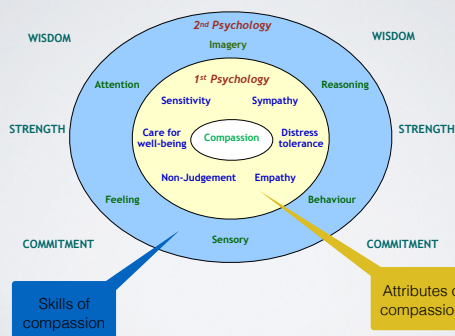 2nd Psychology
WISDOM
WISDOM
Imagery
1st Psychology
Attention
Reasoning
Sensitivity
Sympathy
STRENGTH
Care for
well-being
Compassion
Distress
tolerance
STRENGTH
Non-Judgement
Empathy
Feeling
Behaviour
Sensory
COMMITMENT
COMMITMENT
Skills of
compassion
Attributes